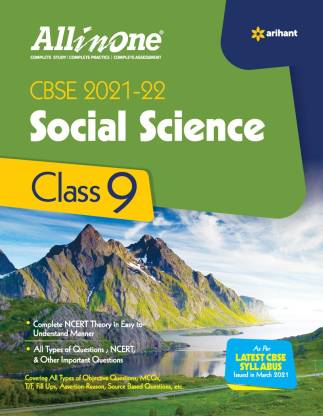 All in One®
arihant
COMPLETE STUDY | COMPLETE PRACTICE | COMPLETE ASSESSMENT
CBSE 2021-22
Social Science
Class 9
• Complete NCERT Theory in Easy to
Understand Manner
• All Types of Questions, NCERT,
& Other Important Questions
Covering All Types of Objective Questions, MCQs,
T/F, Fill Ups, Assertion-Reason, Source Based Questions, etc.
As Per
LATEST CBSE
SYLLABUS
Issued in March 2021